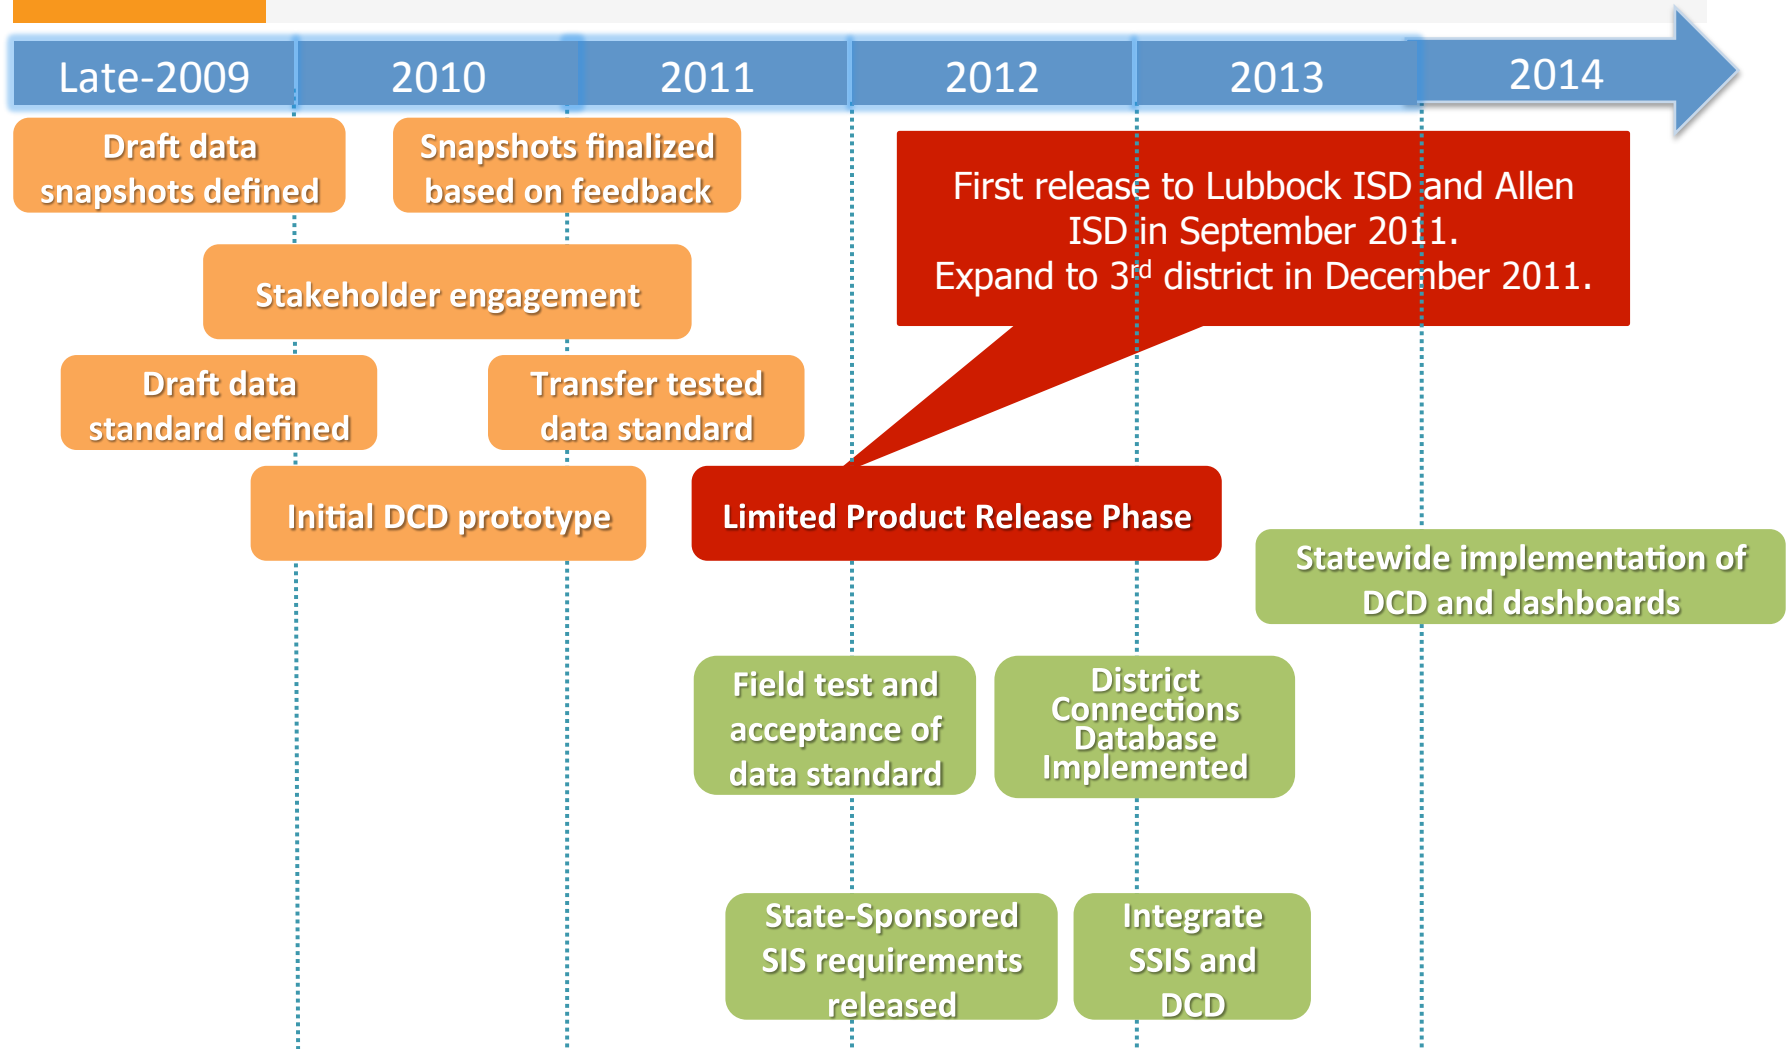 Late-2009
2010
2011
2012
2013
2014
Draft data
snapshots defined
Snapshots finalized
based on feedback
First release to Lubbock ISD and Allen
ISD in September 2011.
Expand to 3rd district in December 2011.
Stakeholder engagement
Draft data
standard defined
Transfer tested
data standard
Initial DCD prototype
Limited Product Release Phase
Statewide implementation of
DCD and dashboards
Field test and
acceptance of
data standard
District
Connections
Database
Implemented
State-Sponsored
SIS requirements
released
Integrate
SSIS and
DCD